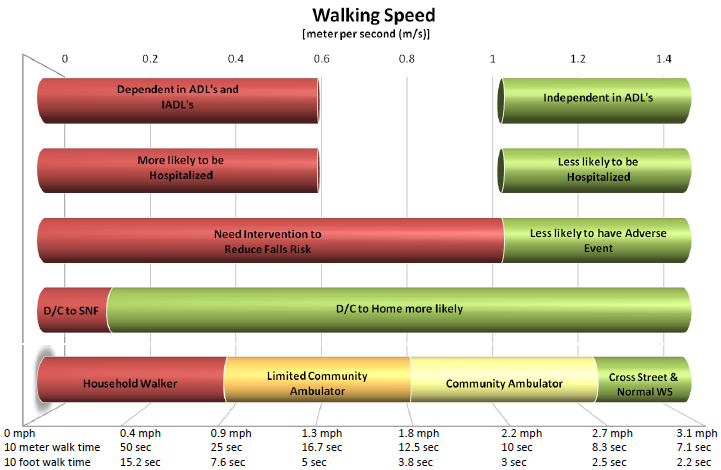 Walking Speed
[meter per second (m/s)]
0 0.2 0.4 0.6 0.8 1 1.2 1.4
Dependent in ADL's and
IADL's
Independent in ADL's
More likely to be
Hospitalized
Less likely to be
Hospitalized
Need Intervention to
Reduce Falls Risk
Less likely to have Adverse
Event
D/C to SNF
D/C to Home more likely
Household Walker
Limited Community
Ambulator
Community Ambulator
Cross Street &
Normal WS
0 mph 0.4 mph 0.9 mph 1.3 mph 1.8 mph 2.2 mph 2.7 mph 3.1 mph
10 meter walk time 50 sec 25 sec 16.7 sec 12.5 sec 10 sec 8.3 sec 7.1 sec
10 foot walk time 15.2 sec 7.6 sec 5 sec 3.8 sec 3 sec 2.5 sec 2.2 sec